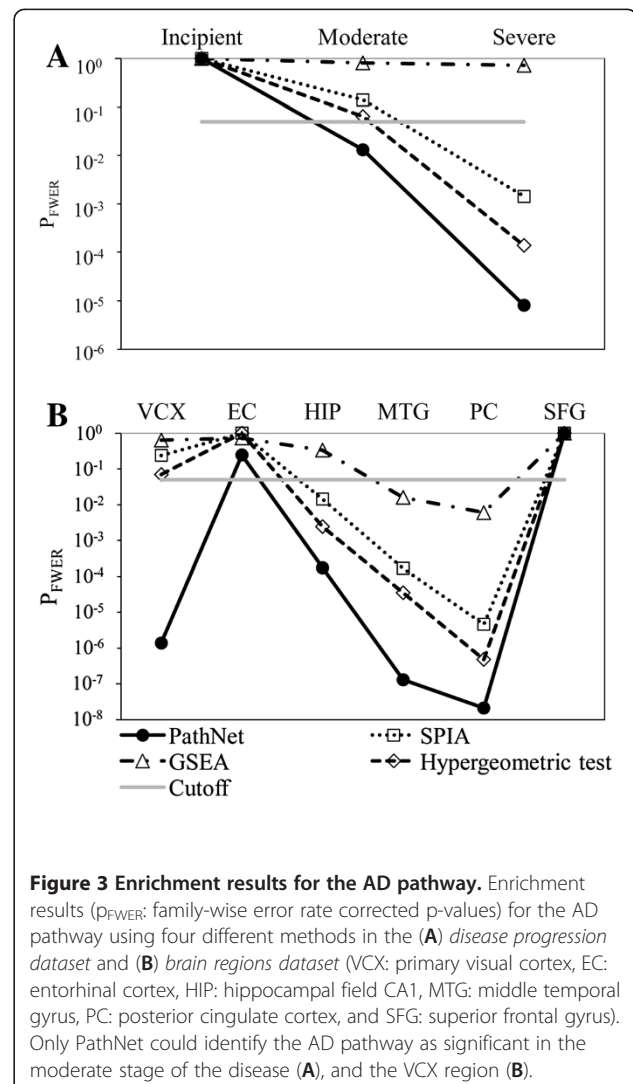 A
Incipient Moderate Severe
10^0
10^-1
10^-2
10^-3
10^-4
10^-5
10^-6
P_FWER
B
VCX EC HIP MTG PC SFG
10^0
10^-1
10^-2
10^-3
10^-4
10^-5
10^-6
10^-7
10^-8
P_FWER
PathNet SPIA
GSEA Hypergeometric test
Cutoff
Figure 3 Enrichment results for the AD pathway. Enrichment
results (p_FWER: family-wise error rate corrected p-values) for the AD
pathway using four different methods in the (A) disease progression
dataset and (B) brain regions dataset (VCX: primary visual cortex, EC:
entorhinal cortex, HIP: hippocampal field CA1, MTG: middle temporal
gyrus, PC: posterior cingulate cortex, and SFG: superior frontal gyrus).
Only PathNet could identify the AD pathway as significant in the
moderate stage of the disease (A), and the VCX region (B).